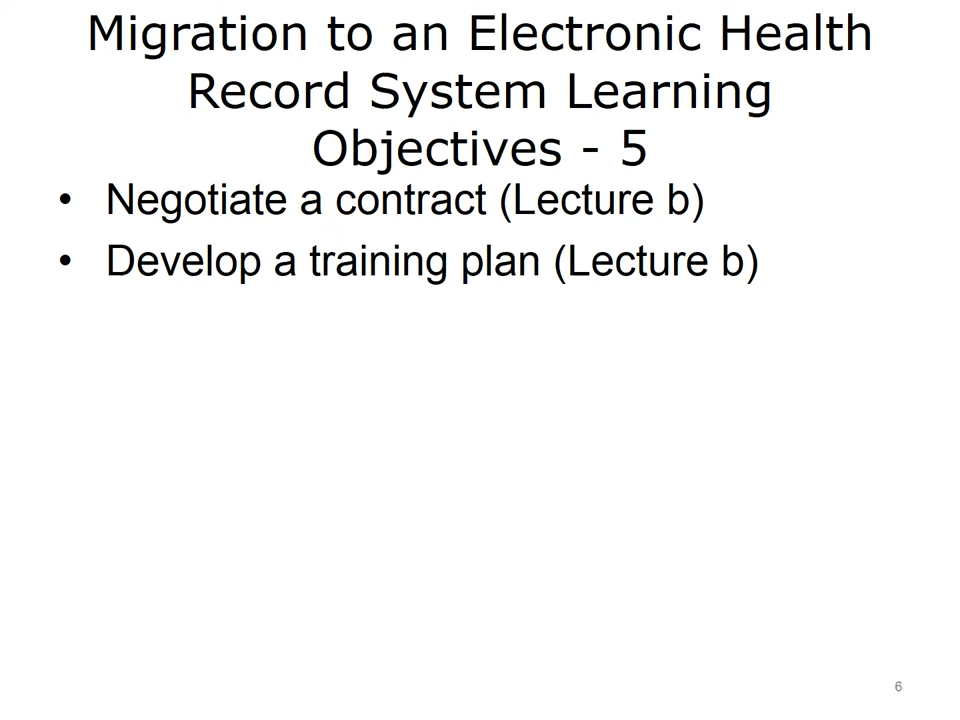 Migration to an Electronic Health
Record System Learning
Objectives - 5
• Negotiate a contract (Lecture b)
• Develop a training plan (Lecture b)
6